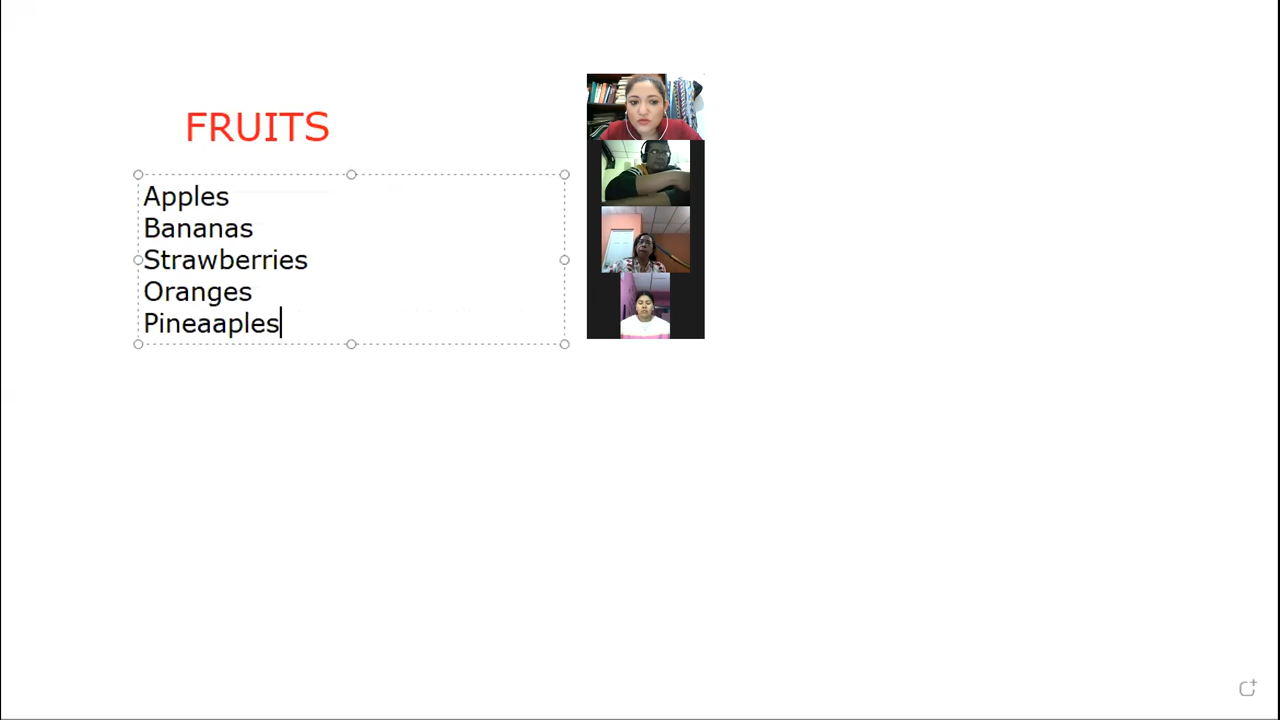 FRUITS
Apples
Bananas
Strawberries
Oranges
Pineaaples